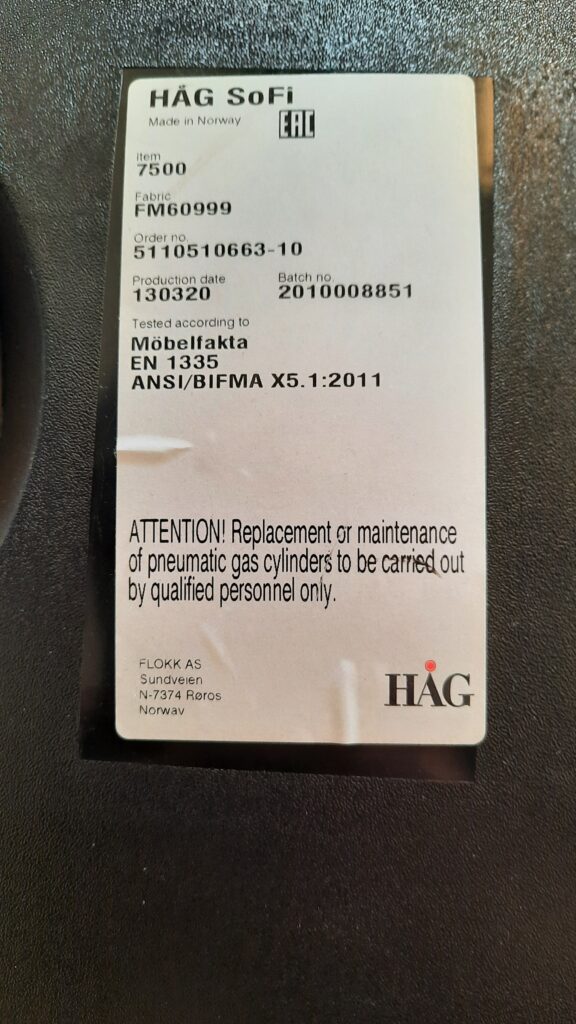 HÅG SoFi
Made in Norway EAC
Item
7500
Fabric
FM60999
Order no.
5110510663-10
Production date Batch no.
130320 2010008851
Tested according to
Möbelfakta
EN 1335
ANSI/BIFMA X5.1:2011
ATTENTION! Replacement or maintenance
of pneumatic gas cylinders to be carried out
by qualified personnel only.
FLOKK AS
Sundveien
N-7374 Røros
Norway
HÅG